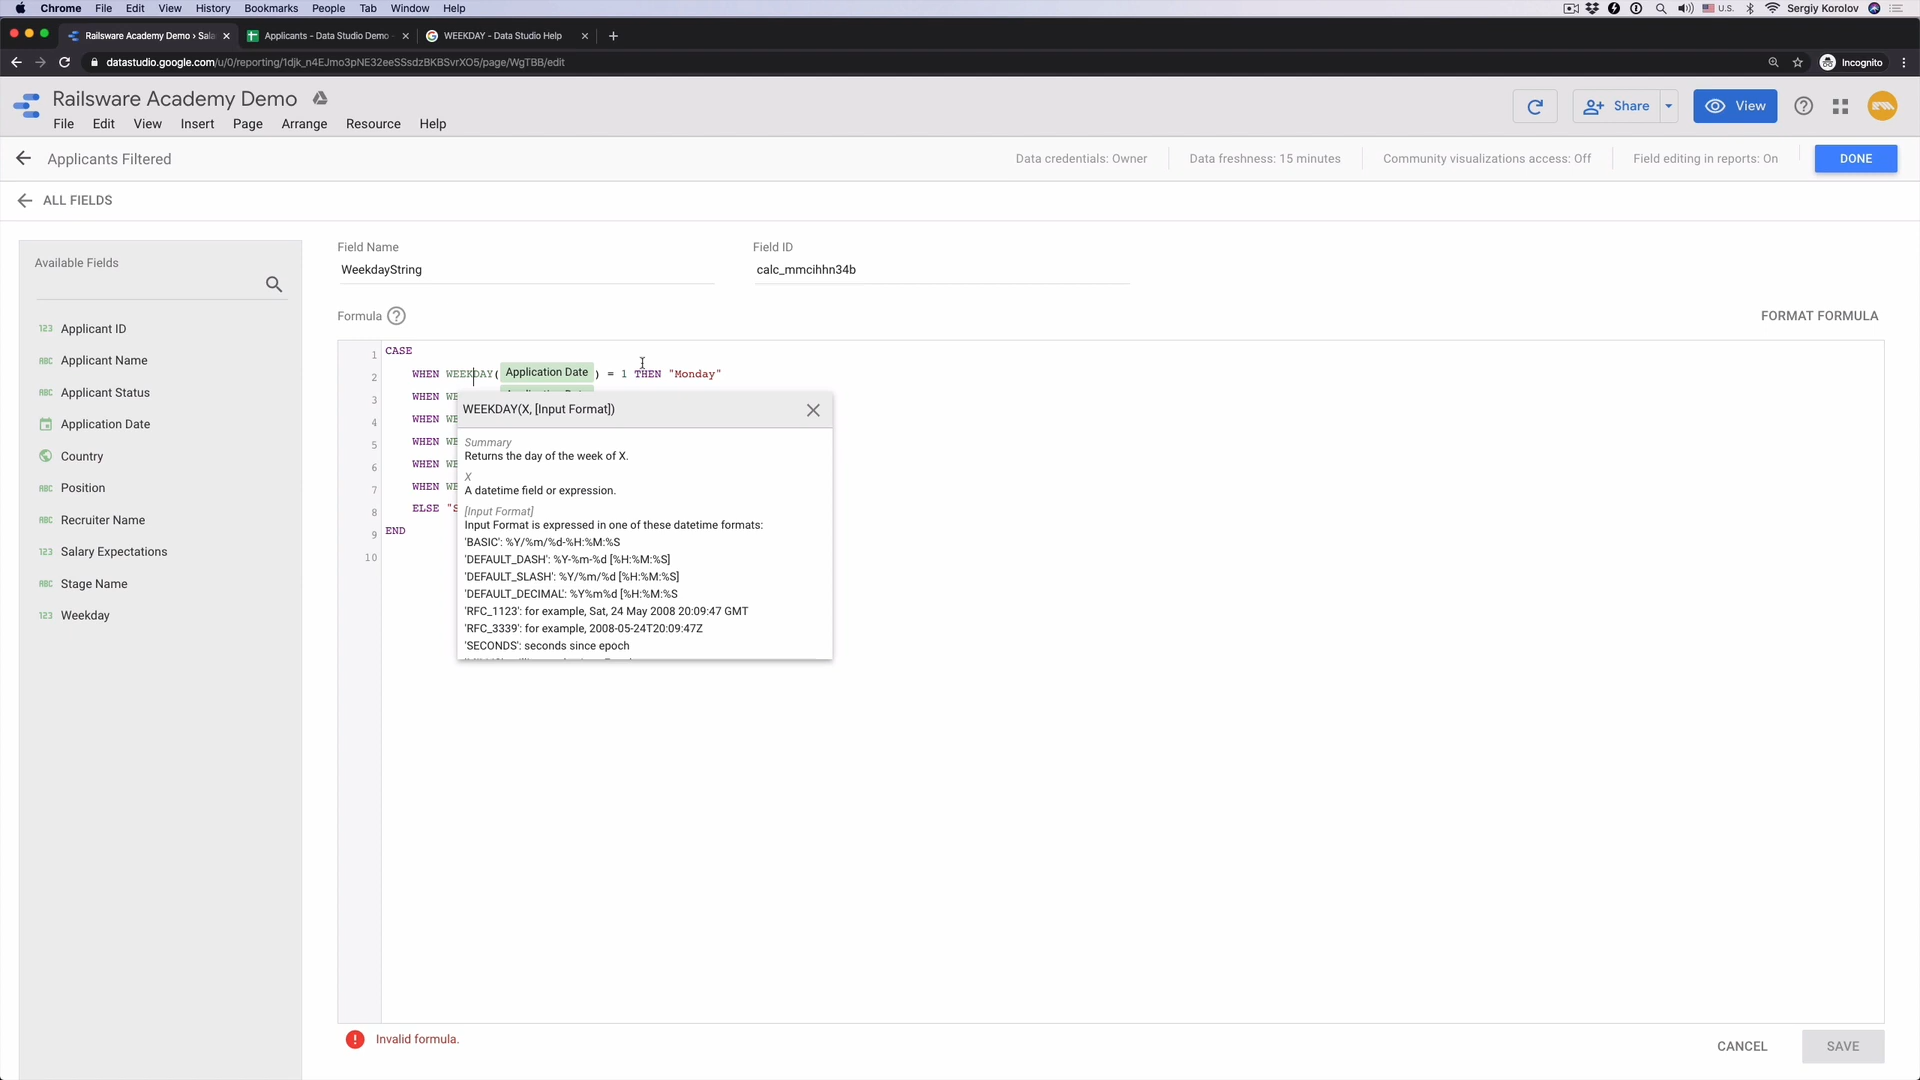 Chrome File Edit View History Bookmarks People Tab Window Help
U.S. Sergiy Korolov
Railsware Academy Demo › Sala
Applicants - Data Studio Demo
WEEKDAY - Data Studio Help
datastudio.google.com/u/0/reporting/1djk_n4EJmo3pNE32eeSSsdzBKBSvrXO5/page/WgTBB/edit
Incognito
Railsware Academy Demo
File Edit View Insert Page Arrange Resource Help
Share
View
Applicants Filtered
Data credentials: Owner
Data freshness: 15 minutes
Community visualizations access: Off
Field editing in reports: On
DONE
ALL FIELDS
Available Fields
123 Applicant ID
ABC Applicant Name
ABC Applicant Status
Application Date
Country
ABC Position
ABC Recruiter Name
123 Salary Expectations
ABC Stage Name
123 Weekday
Field Name
WeekdayString
Field ID
calc_mmcihhn34b
Formula
FORMAT FORMULA
1 CASE
2 WHEN WEEKDAY( Application Date ) = 1 THEN "Monday"
3 WHEN WE
4 WHEN WE
5 WHEN WE
6 WHEN WE
7 WHEN WE
8 ELSE "S
9 END
10
WEEKDAY(X, [Input Format])
Summary
Returns the day of the week of X.
X
A datetime field or expression.
[Input Format]
Input Format is expressed in one of these datetime formats:
'BASIC': %Y/%m/%d-%H:%M:%S
'DEFAULT_DASH': %Y-%m-%d [%H:%M:%S]
'DEFAULT_SLASH': %Y/%m/%d [%H:%M:%S]
'DEFAULT_DECIMAL': %Y%m%d [%H:%M:%S
'RFC_1123': for example, Sat, 24 May 2008 20:09:47 GMT
'RFC_3339': for example, 2008-05-24T20:09:47Z
'SECONDS': seconds since epoch
Invalid formula.
CANCEL
SAVE